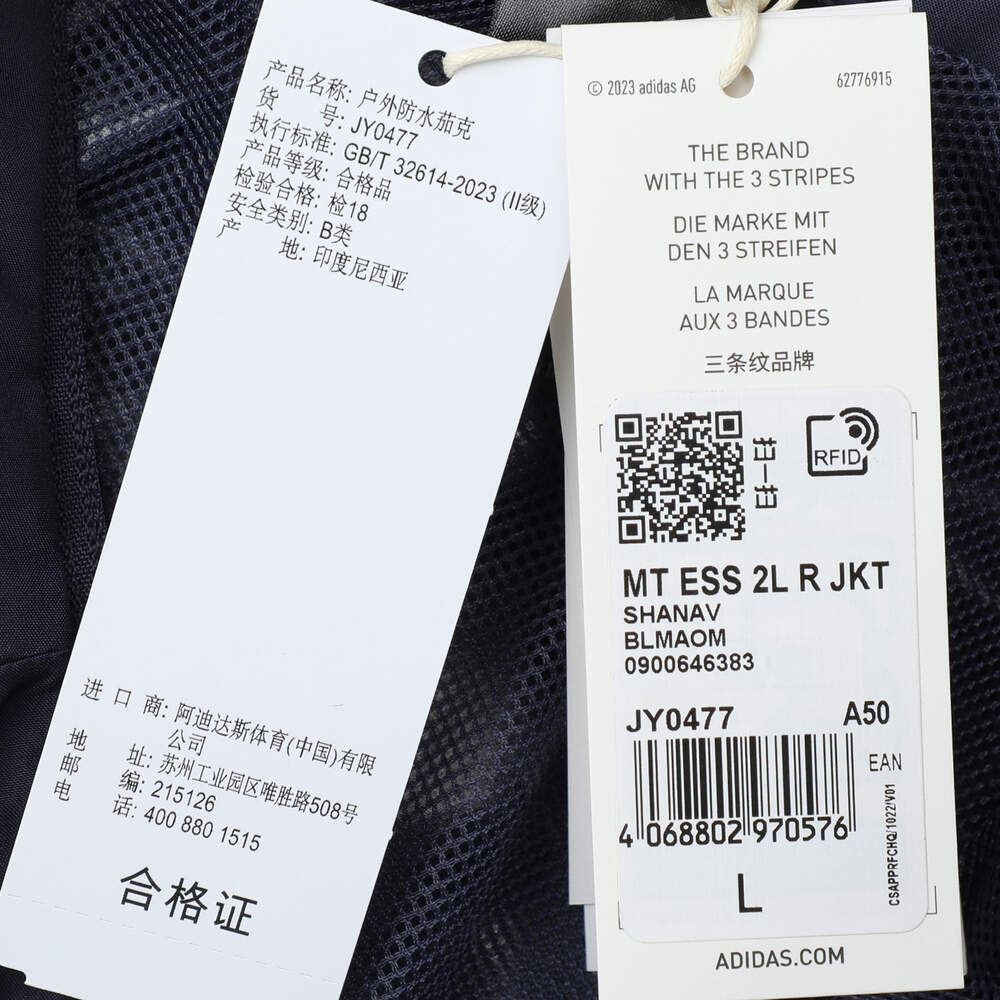 产品名称: 户外防水茄克
货 号: JY0477
执行标准: GB/T 32614-2023 (II级)
产品等级: 合格品
检验合格: 检18
安全类别: B类
产 地: 印度尼西亚
进 口 商: 阿迪达斯体育(中国)有限
公司
地 址: 苏州工业园区唯胜路508号
邮 编: 215126
电 话: 400 880 1515
合格证
© 2023 adidas AG
62776915
THE BRAND
WITH THE 3 STRIPES
DIE MARKE MIT
DEN 3 STREIFEN
LA MARQUE
AUX 3 BANDES
三条纹品牌
RFID
MT ESS 2L R JKT
SHANAV
BLMAOM
0900646383
JY0477 A50
EAN
4 068802 970576
CSAPPRFCHQ/1022/V01
L
ADIDAS.COM